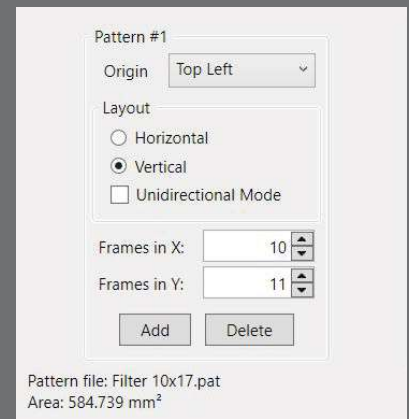 Pattern #1
Origin Top Left
Layout
Horizontal
Vertical
Unidirectional Mode
Frames in X: 10
Frames in Y: 11
Add Delete
Pattern file: Filter 10x17.pat
Area: 584.739 mm²